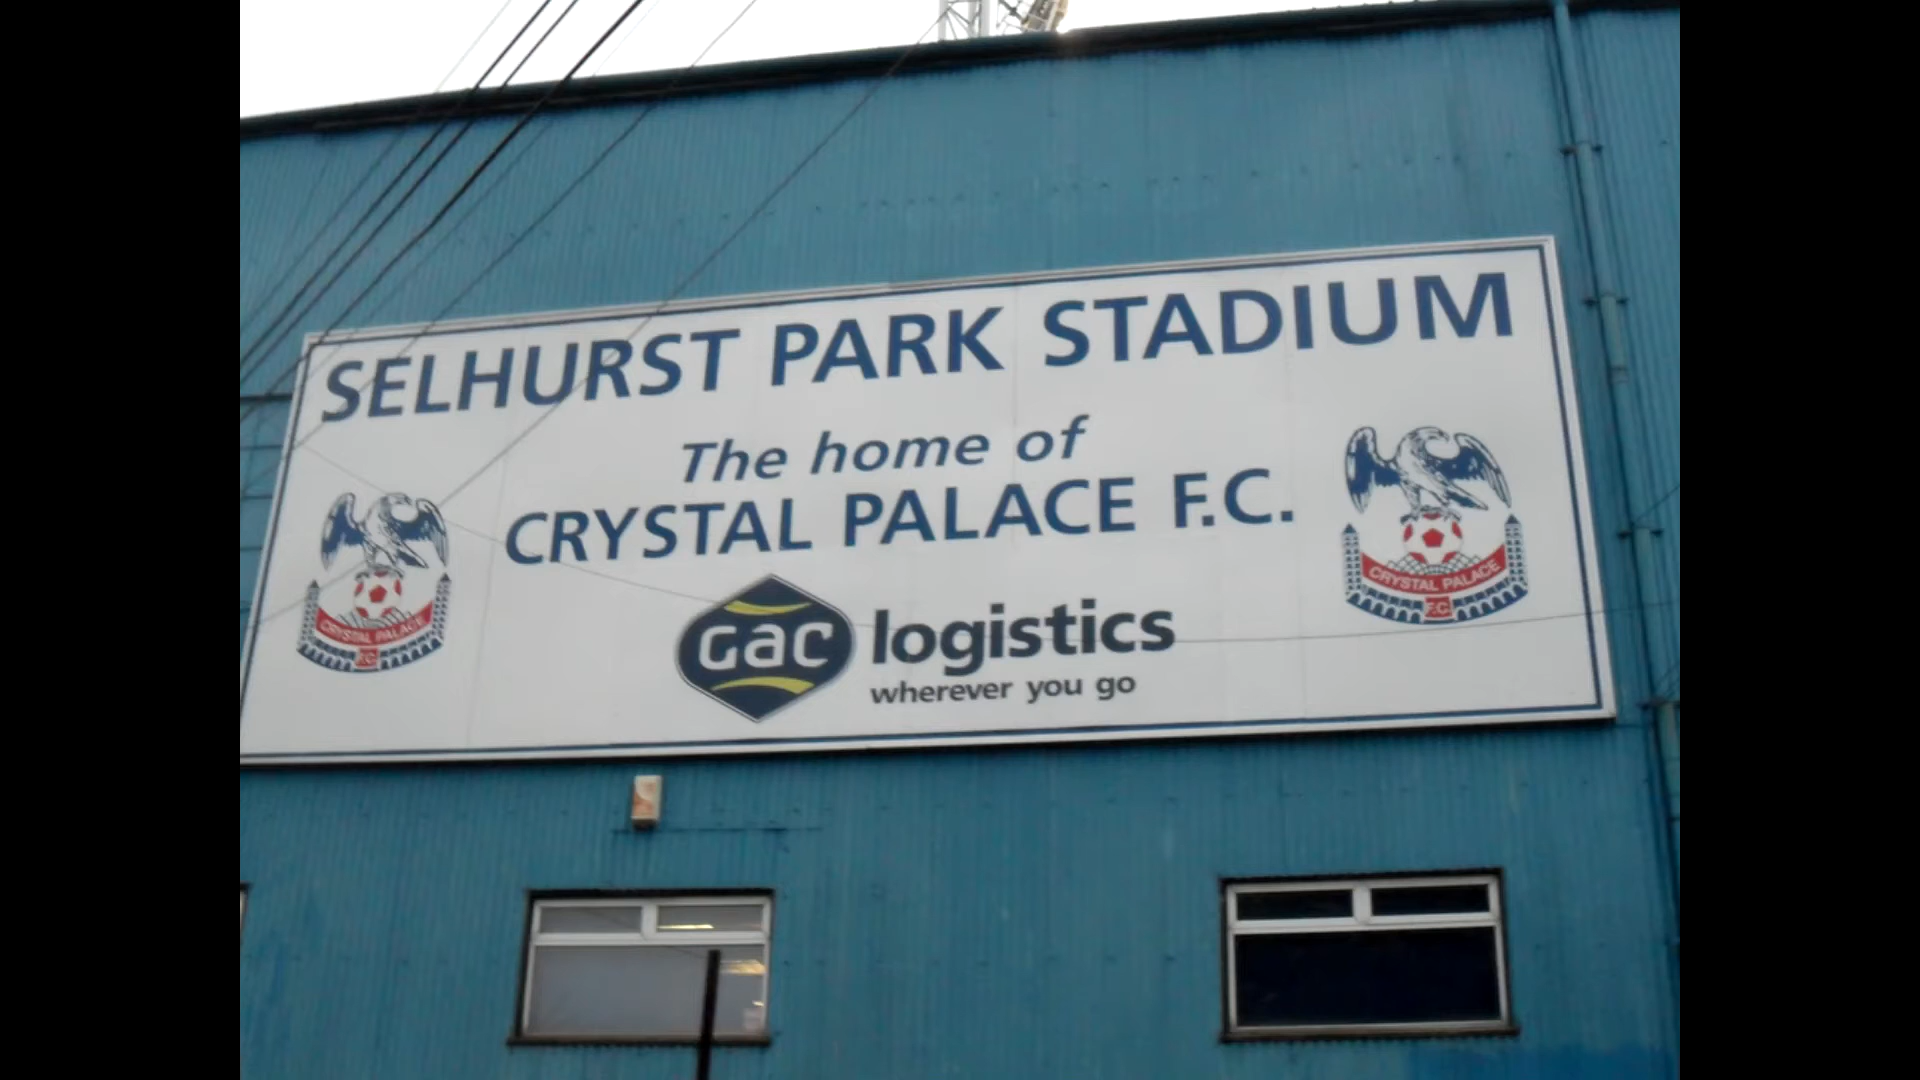 SELHURST PARK STADIUM
The home of
CRYSTAL PALACE F.C.
CRYSTAL PALACE
F.C.
CRYSTAL PALACE
F.C.
GAC logistics
wherever you go